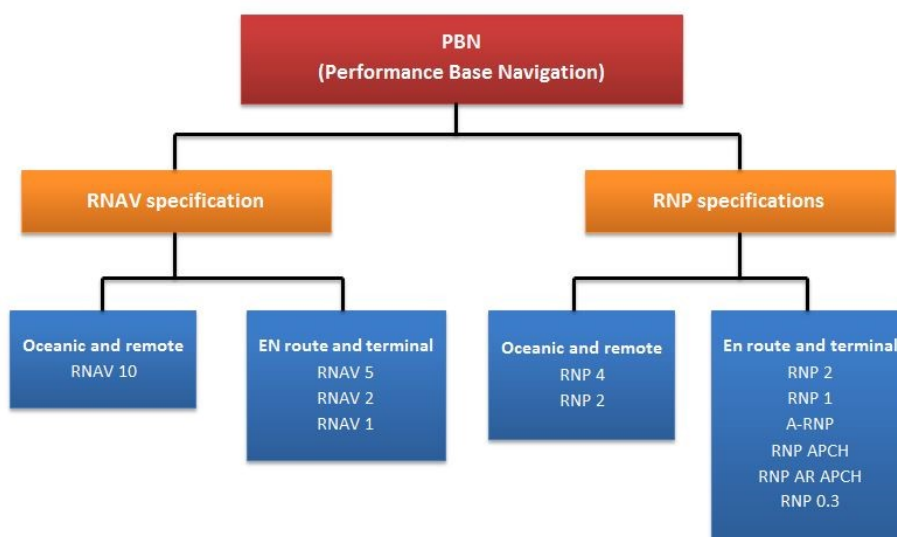 PBN
(Performance Base Navigation)
RNAV specification
RNP specifications
Oceanic and remote
RNAV 10
EN route and terminal
RNAV 5
RNAV 2
RNAV 1
Oceanic and remote
RNP 4
RNP 2
En route and terminal
RNP 2
RNP 1
A-RNP
RNP APCH
RNP AR APCH
RNP 0.3